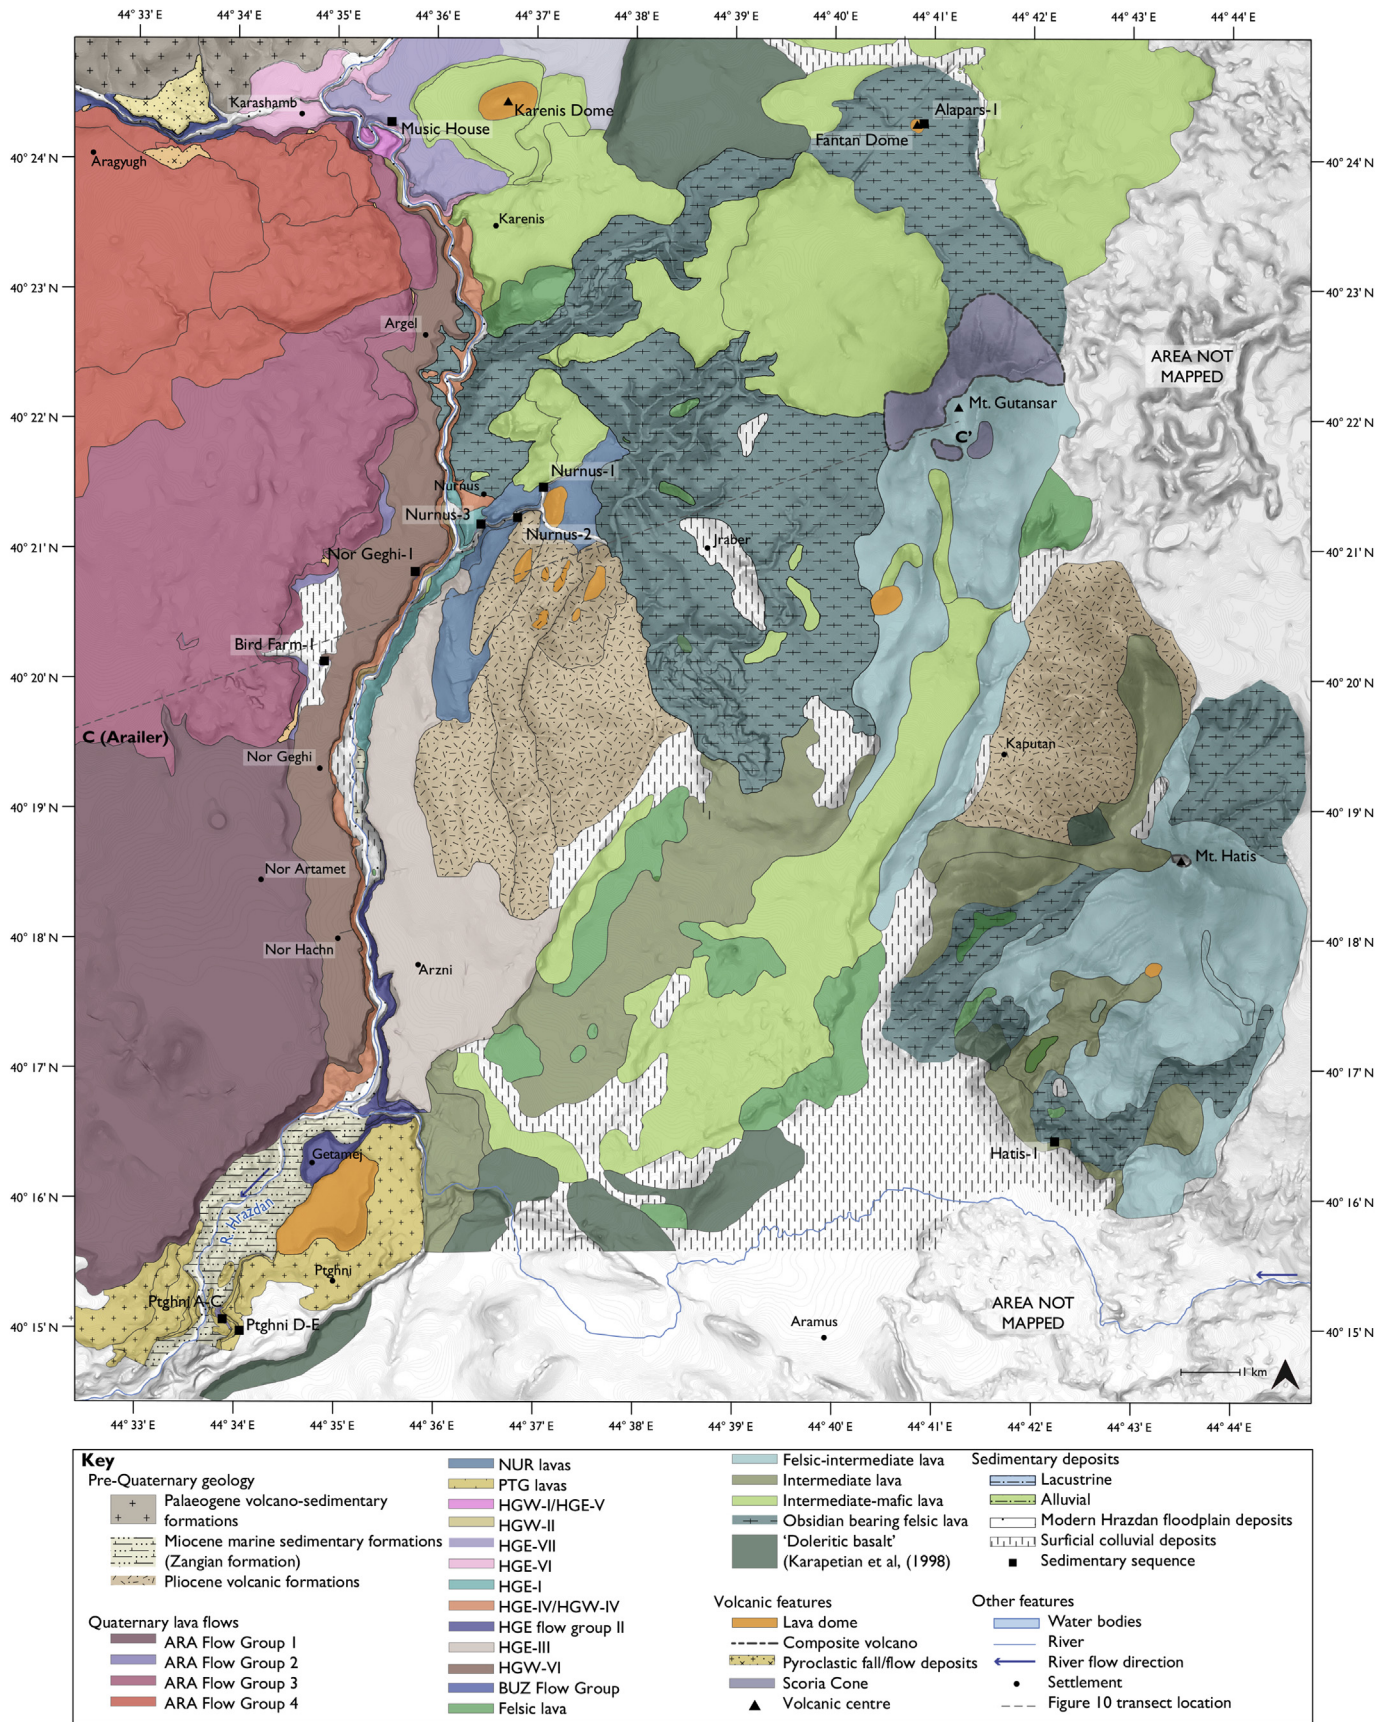 44° 33' E 44° 34' E 44° 35' E 44° 36' E 44° 37' E 44° 38' E 44° 39' E 44° 40' E 44° 41' E 44° 42' E 44° 43' E 44° 44' E
Karashamb
Karenis Dome
Alapars-1
Music House
Fantan Dome
40° 24' N
Aragyugh
40° 24' N
Karenis
40° 23' N
40° 23' N
Argel
AREA NOT
MAPPED
40° 22' N
Mt. Gutansar
40° 22' N
C'
Nurnus-1
Nurnus
Nurnus-3
Nurnus-2
40° 21' N
Nor Geghi-1
Jraber
40° 21' N
Bird Farm-1
40° 20' N
40° 20' N
C (Arailer)
Nor Geghi
Kaputan
40° 19' N
40° 19' N
Mt. Hatis
Nor Artamet
40° 18' N
Nor Hachn
40° 18' N
Arzni
40° 17' N
40° 17' N
Getamej
Hatis-1
40° 16' N
R. Hrazdan
40° 16' N
Ptghni
Ptghni A-C
Ptghni D-E
40° 15' N
Aramus
AREA NOT
MAPPED
40° 15' N
1 km
44° 33' E 44° 34' E 44° 35' E 44° 36' E 44° 37' E 44° 38' E 44° 39' E 44° 40' E 44° 41' E 44° 42' E 44° 43' E 44° 44' E
Key
Pre-Quaternary geology
Palaeogene volcano-sedimentary
formations
Miocene marine sedimentary formations
(Zangian formation)
Pliocene volcanic formations
Quaternary lava flows
ARA Flow Group 1
ARA Flow Group 2
ARA Flow Group 3
ARA Flow Group 4
NUR lavas
PTG lavas
HGW-I/HGE-V
HGW-II
HGE-VII
HGE-VI
HGE-I
HGE-IV/HGW-IV
HGE flow group II
HGE-III
HGW-VI
BUZ Flow Group
Felsic lava
Felsic-intermediate lava
Intermediate lava
Intermediate-mafic lava
Obsidian bearing felsic lava
'Doleritic basalt'
(Karapetian et al, (1998)
Volcanic features
Lava dome
Composite volcano
Pyroclastic fall/flow deposits
Scoria Cone
Volcanic centre
Sedimentary deposits
Lacustrine
Alluvial
Modern Hrazdan floodplain deposits
Surficial colluvial deposits
Sedimentary sequence
Other features
Water bodies
River
River flow direction
Settlement
Figure 10 transect location